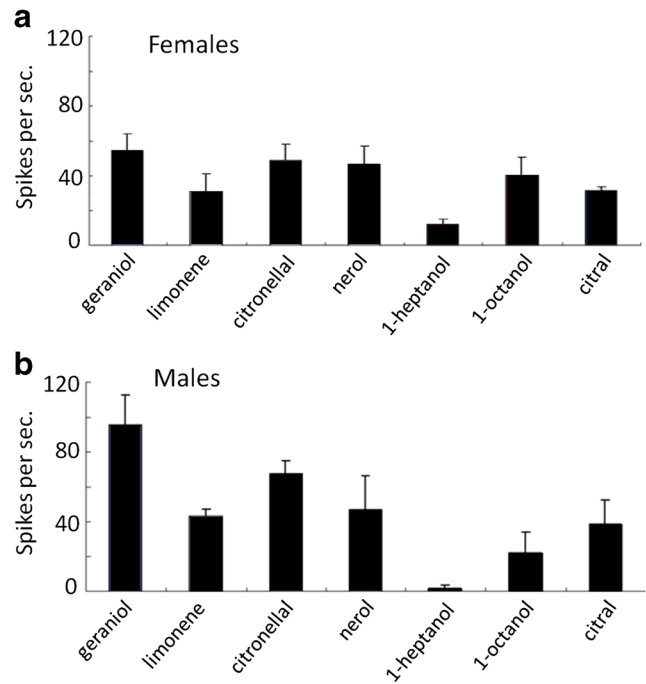 a
Females
Spikes per sec.
120
80
40
0
geraniol
limonene
citronellal
nerol
1-heptanol
1-octanol
citral
b
Males
Spikes per sec.
120
80
40
0
geraniol
limonene
citronellal
nerol
1-heptanol
1-octanol
citral